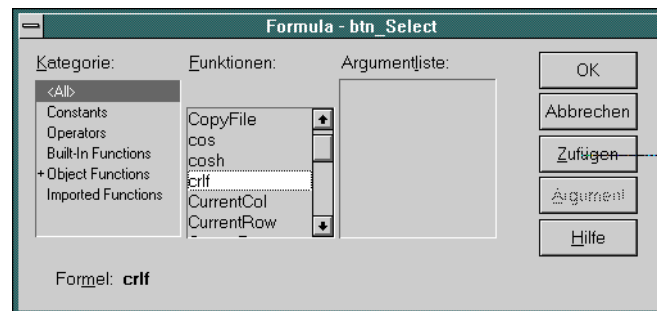 Formula - btn_Select
Kategorie:
<All>
Constants
Operators
Built-In Functions
+Object Functions
Imported Functions
Funktionen:
CopyFile
cos
cosh
crlf
CurrentCol
CurrentRow
Argumentliste:
OK
Abbrechen
Zufügen
Argument
Hilfe
Formel: crlf